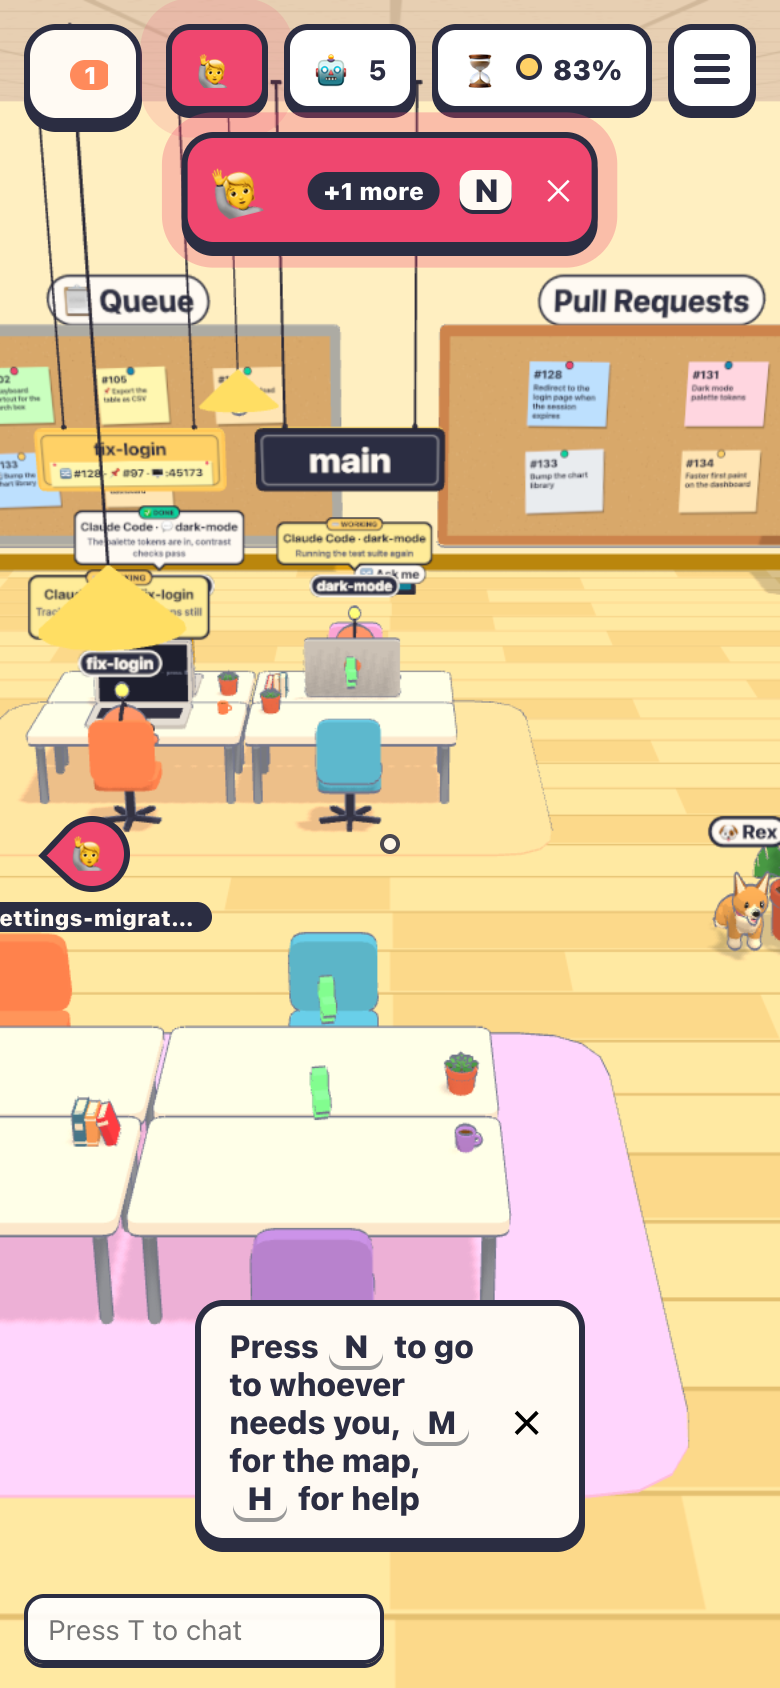 1
5
83%
+1 more
N
Queue
Pull Requests
#105
Export the
table as CSV
#128
Redirect to the
login page when
the session
expires
#131
Dark mode
palette tokens
#133
Bump the chart
library
#134
Faster first paint
on the dashboard
fix-login
#128 · #97 · :45173
main
DONE
Claude Code · dark-mode
The palette tokens are in, contrast
checks pass
WORKING
Claude Code · dark-mode
Running the test suite again
Ask me
dark-mode
fix-login
Rex
ettings-migrat...
Press N to go
to whoever
needs you, M
for the map,
H for help
Press T to chat